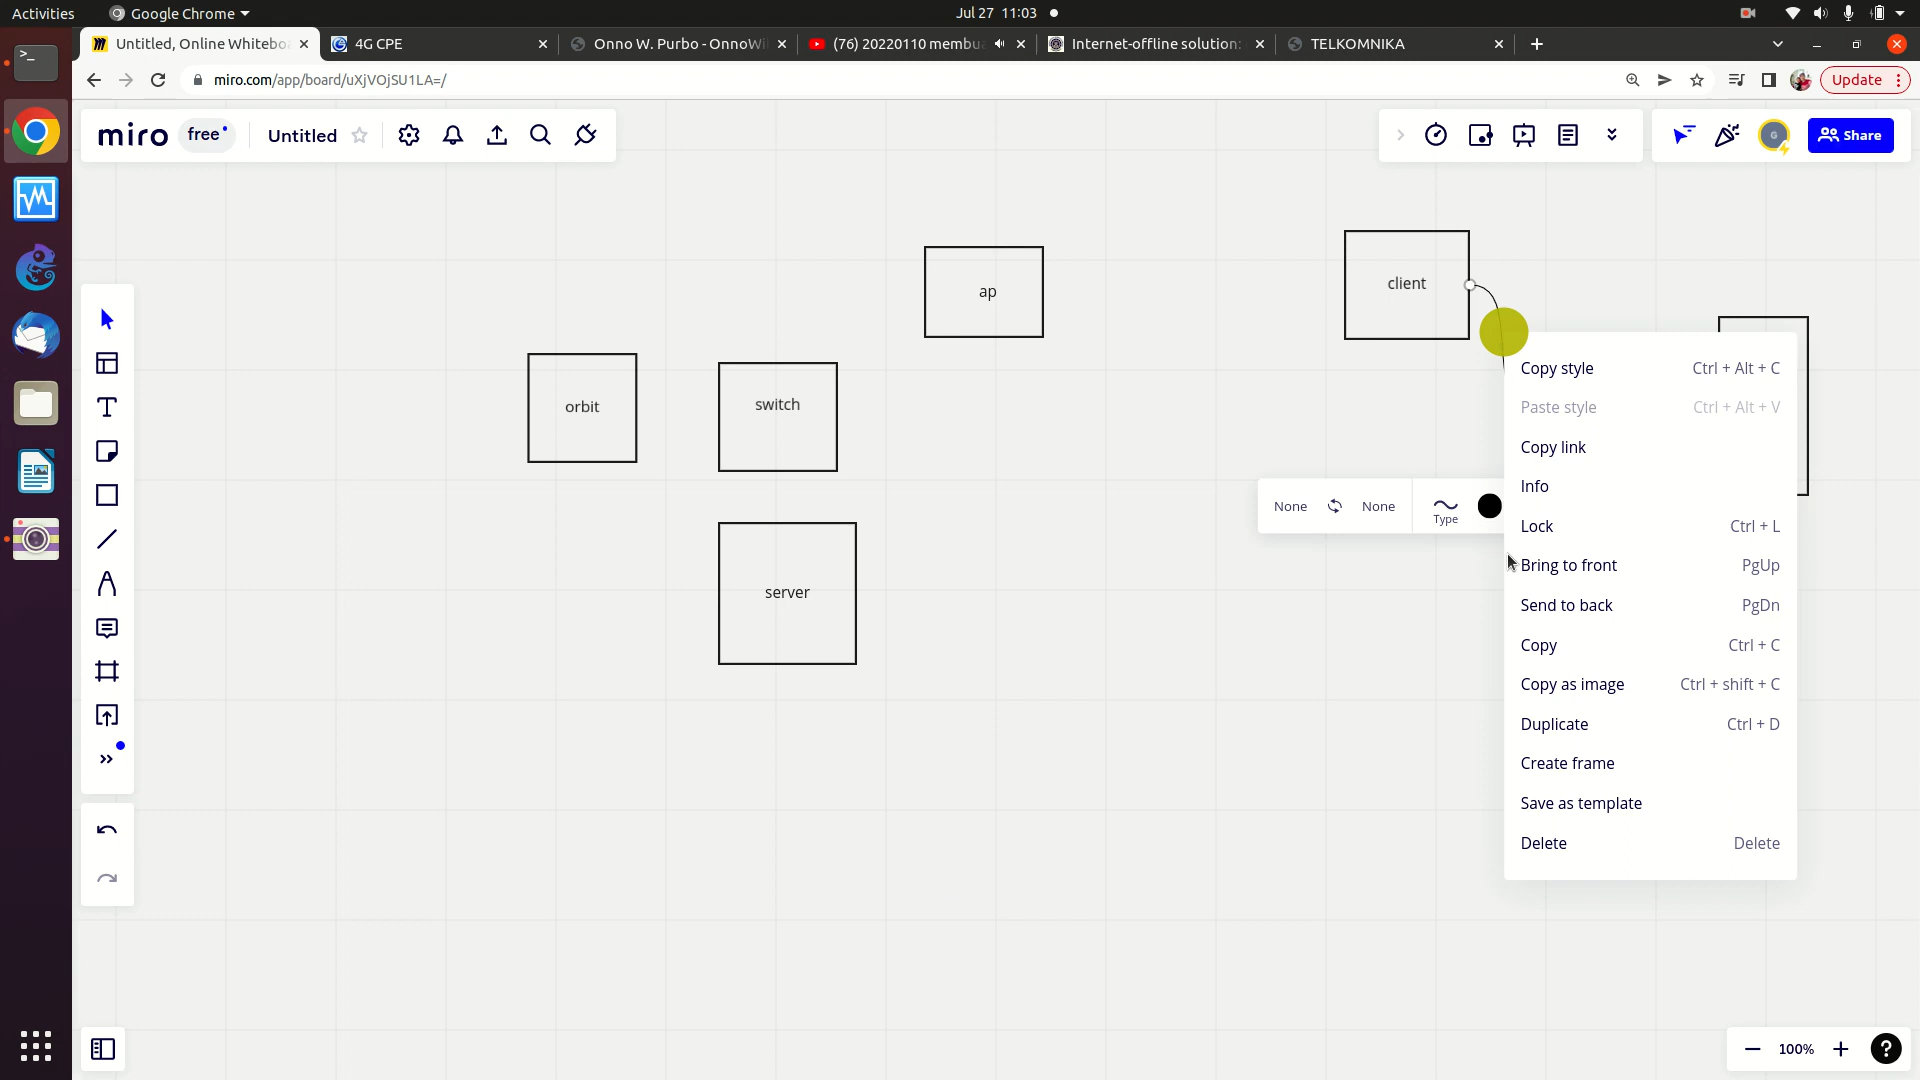 Activities
Google Chrome
Jul 27 11:03
Untitled, Online Whitebo
4G CPE
Onno W. Purbo - OnnoWi
(76) 20220110 membua
Internet-offline solution:
TELKOMNIKA
miro.com/app/board/uXjVOjSU1LA=/
Update
miro
free
Untitled
G
Share
ap
client
orbit
switch
server
None
None
Type
Copy style Ctrl + Alt + C
Paste style Ctrl + Alt + V
Copy link
Info
Lock Ctrl + L
Bring to front PgUp
Send to back PgDn
Copy Ctrl + C
Copy as image Ctrl + shift + C
Duplicate Ctrl + D
Create frame
Save as template
Delete Delete
100%